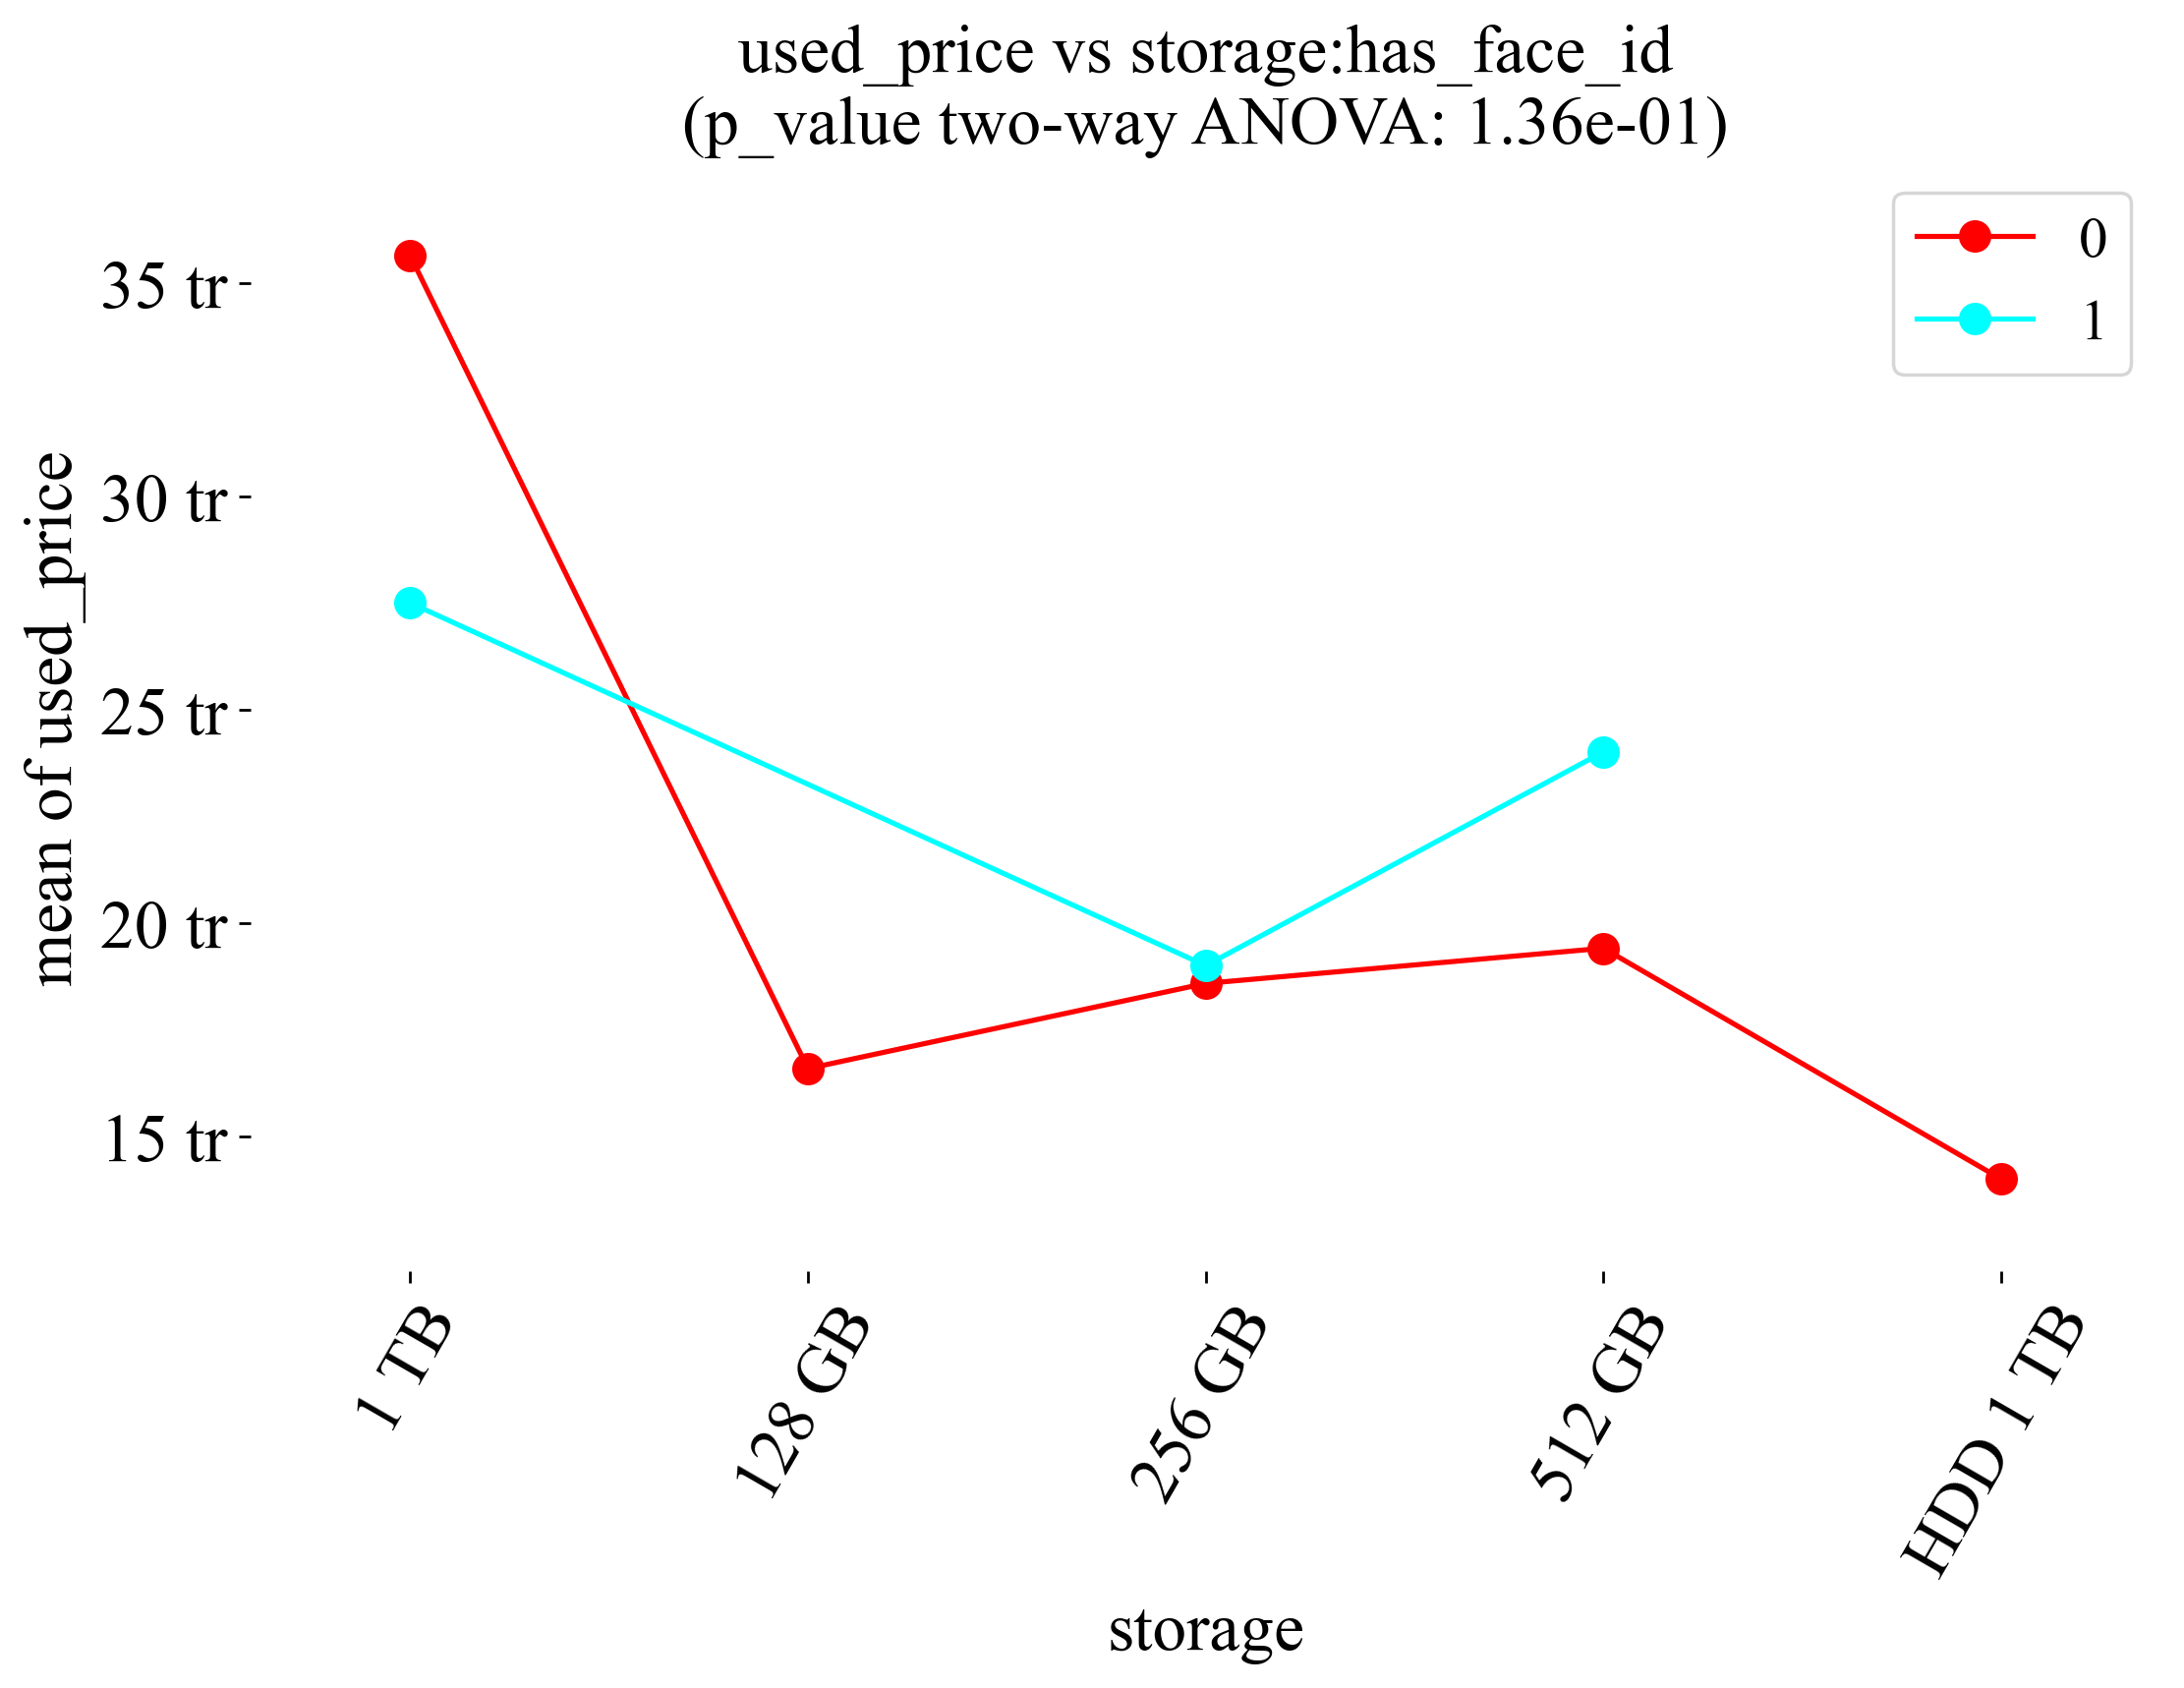 used_price vs storage:has_face_id
(p_value two-way ANOVA: 1.36e-01)
0
1
35 tr
30 tr
25 tr
20 tr
15 tr
mean of used_price
1 TB
128 GB
256 GB
512 GB
HDD 1 TB
storage